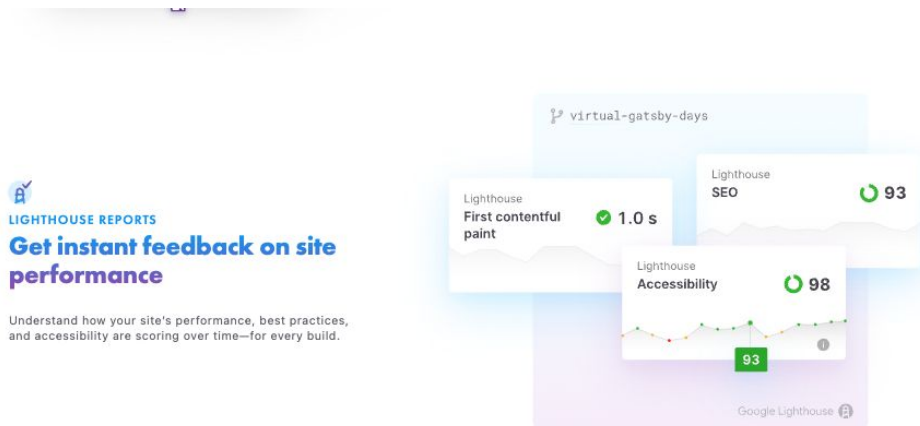 LIGHTHOUSE REPORTS
Get instant feedback on site
performance
Understand how your site's performance, best practices,
and accessibility are scoring over time—for every build.
virtual-gatsby-days
Lighthouse
First contentful
paint
1.0 s
Lighthouse
SEO
93
Lighthouse
Accessibility
98
93
Google Lighthouse